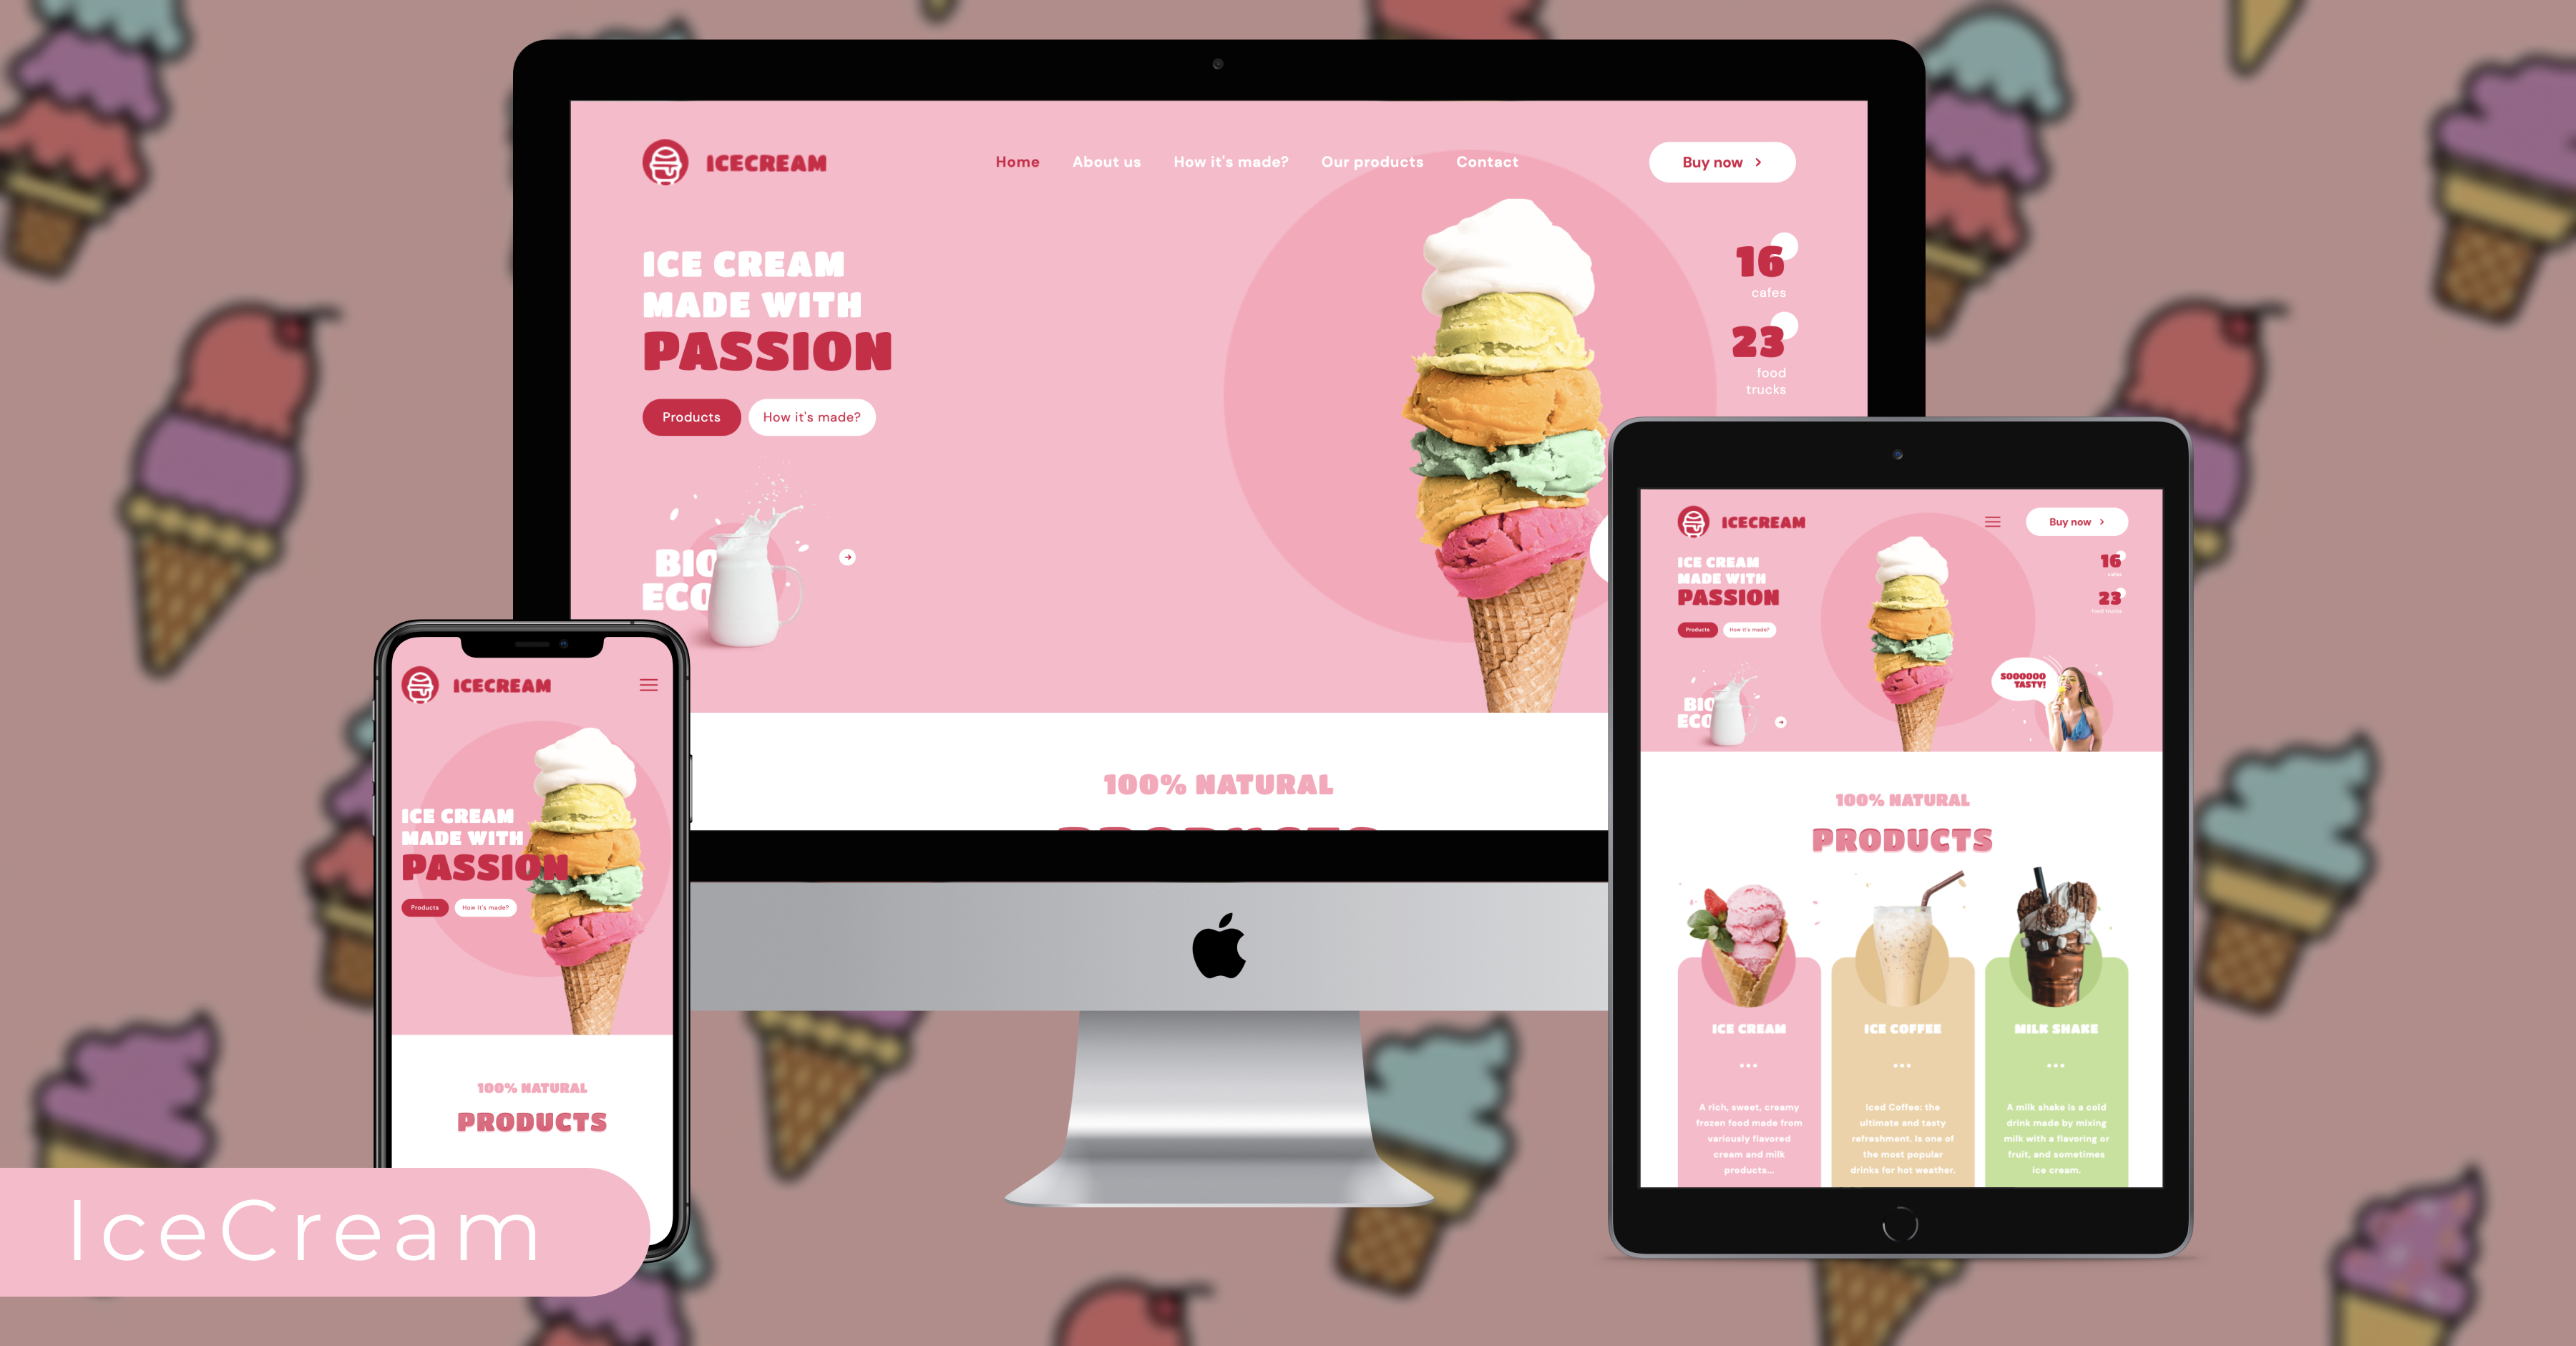 ICECREAM
Home About us How it's made? Our products Contact
Buy now
ICE CREAM
MADE WITH
PASSION
Products How it's made?
16
cafes
23
food
trucks
BIO
ECO
100% NATURAL
PRODUCTS
ICECREAM
ICE CREAM
MADE WITH
PASSION
Products How it's made?
100% NATURAL
PRODUCTS
ICECREAM
Buy now
ICE CREAM
MADE WITH
PASSION
Products How it's made?
16
cafes
23
food trucks
BIO
ECO
SOOOOOO
TASTY!
100% NATURAL
PRODUCTS
ICE CREAM
A rich, sweet, creamy
frozen food made from
variously flavored
cream and milk
products...
ICE COFFEE
Iced Coffee: the
ultimate and tasty
refreshment. Is one of
the most popular
drinks for hot weather.
MILK SHAKE
A milk shake is a cold
drink made by mixing
milk with a flavoring or
fruit, and sometimes
ice cream.
IceCream